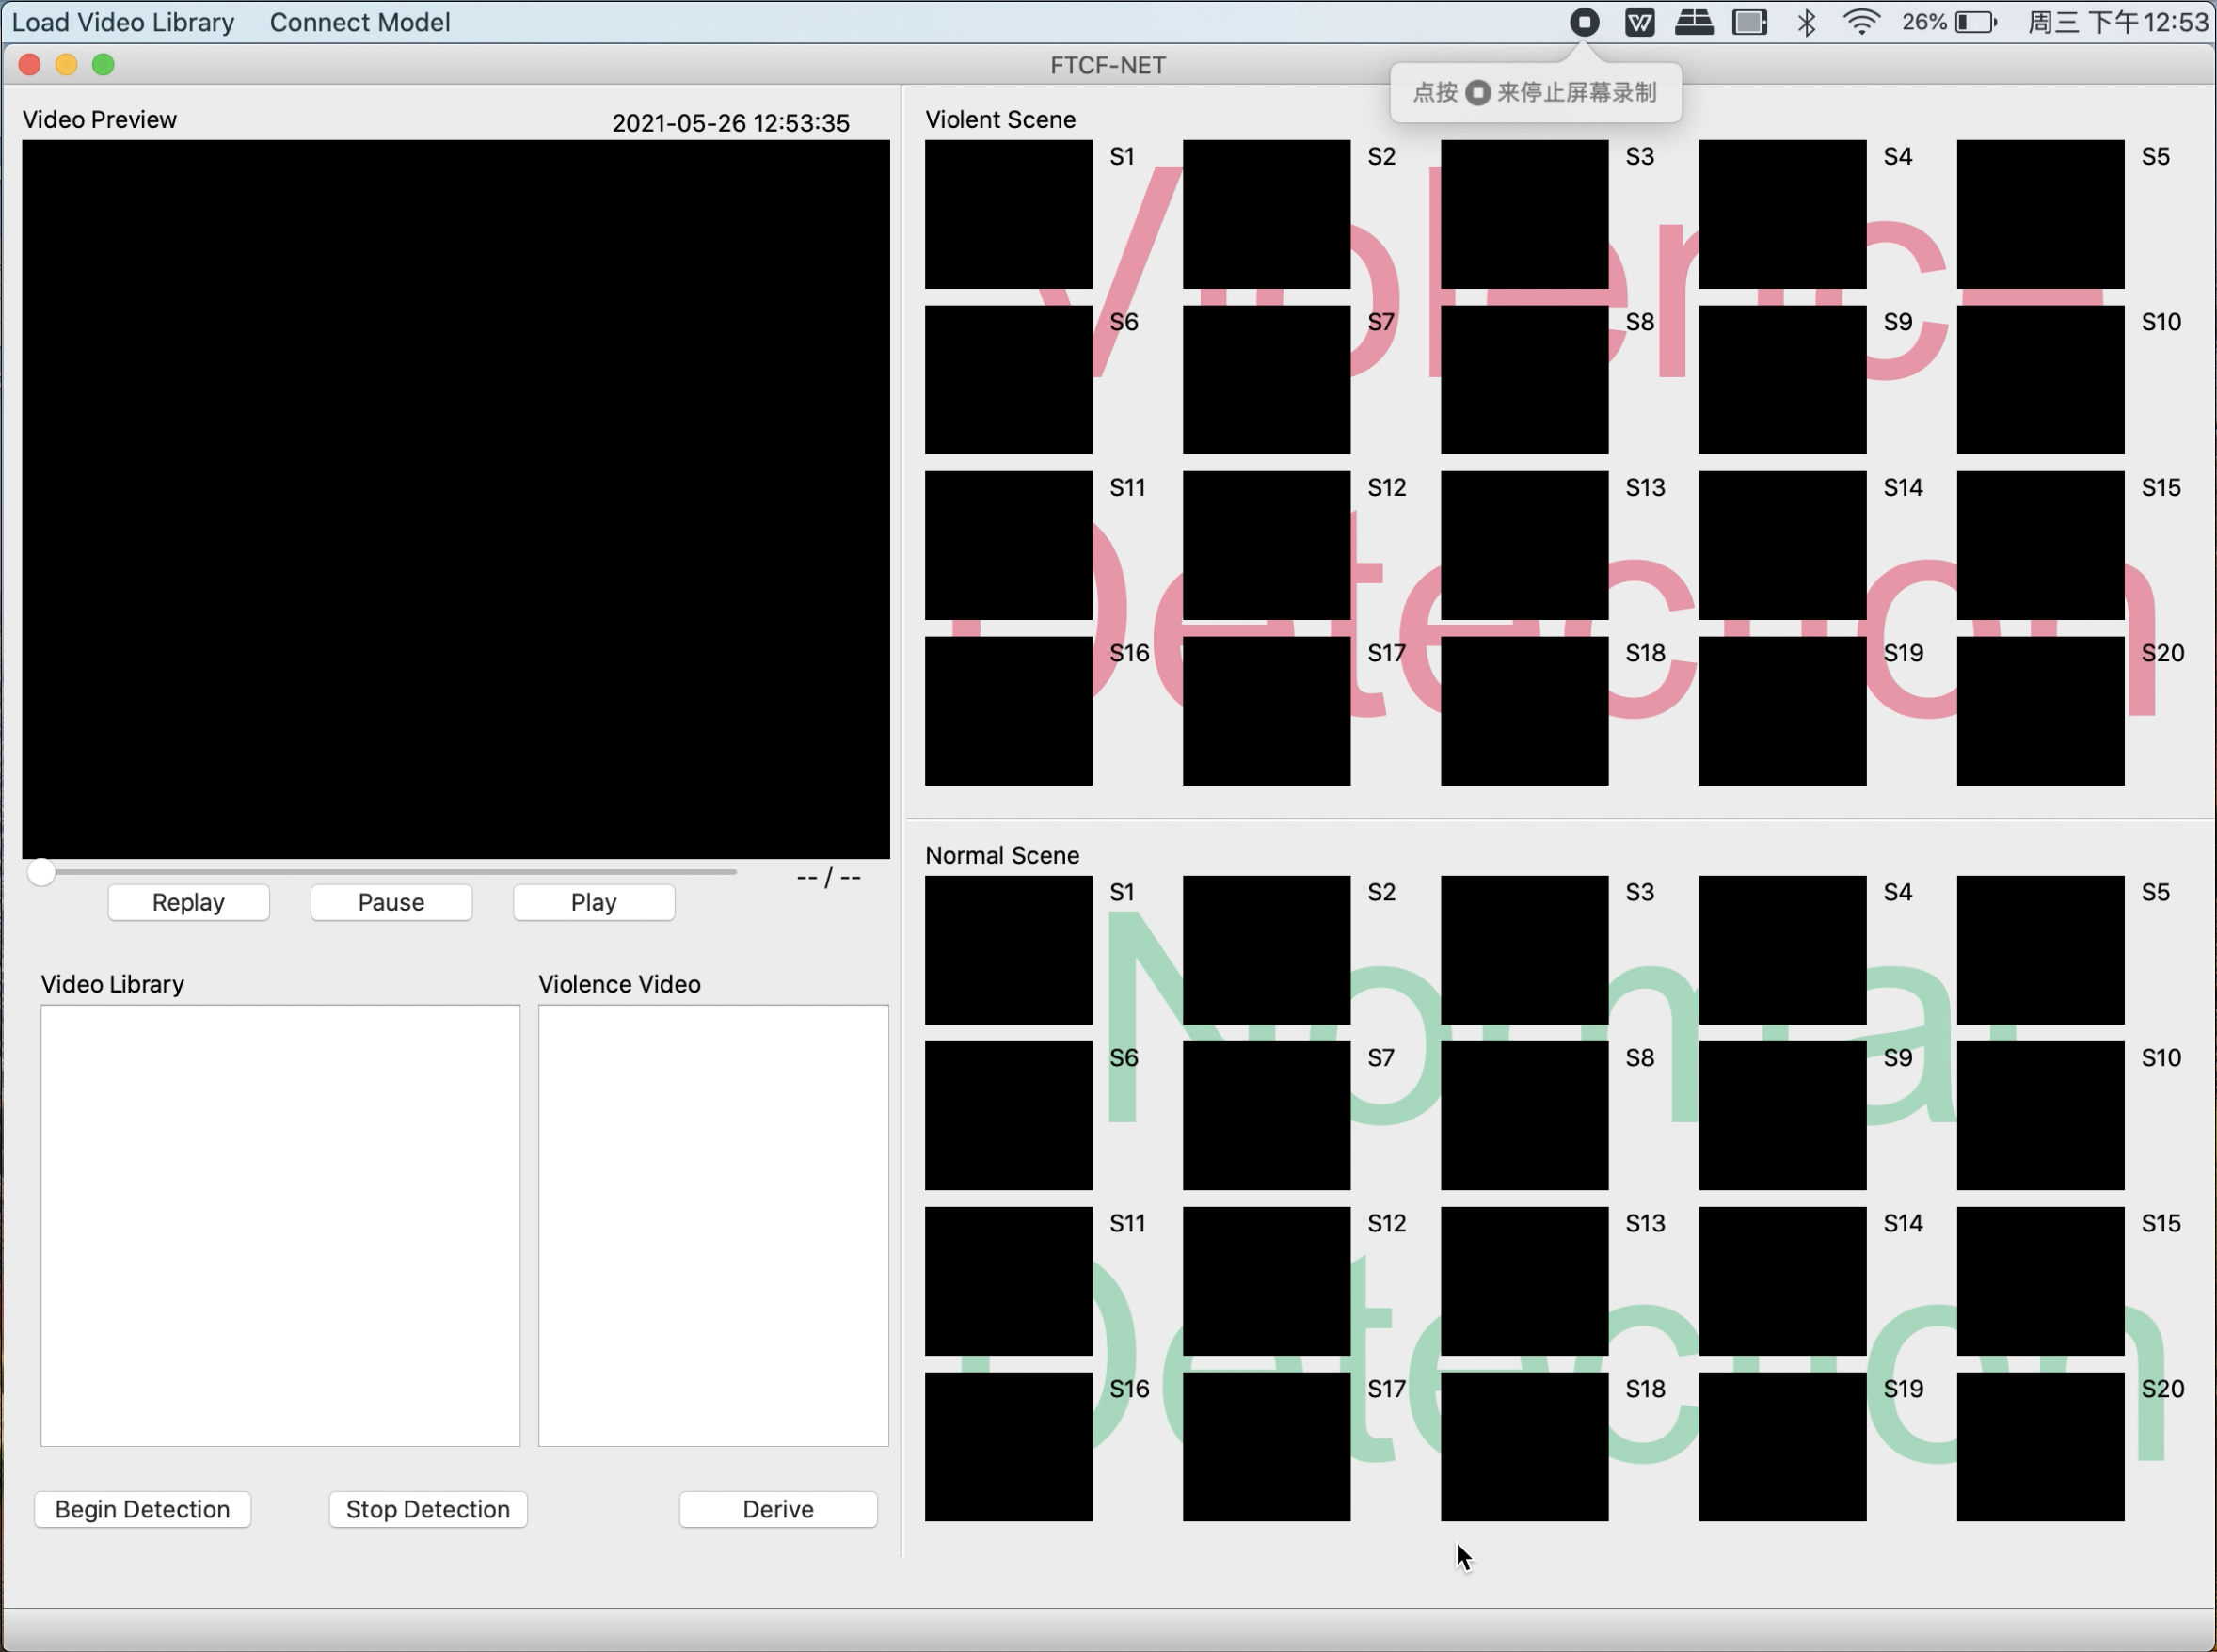 Load Video Library Connect Model 26% 周三 下午12:53
FTCF-NET
点按 来停止屏幕录制
Video Preview 2021-05-26 12:53:35
-- / --
Replay Pause Play
Video Library Violence Video
Begin Detection Stop Detection Derive
Violent Scene
S1 S2 S3 S4 S5
S6 S7 S8 S9 S10
S11 S12 S13 S14 S15
S16 S17 S18 S19 S20
Violence
Detection
Normal Scene
S1 S2 S3 S4 S5
S6 S7 S8 S9 S10
S11 S12 S13 S14 S15
S16 S17 S18 S19 S20
Normal
Detection